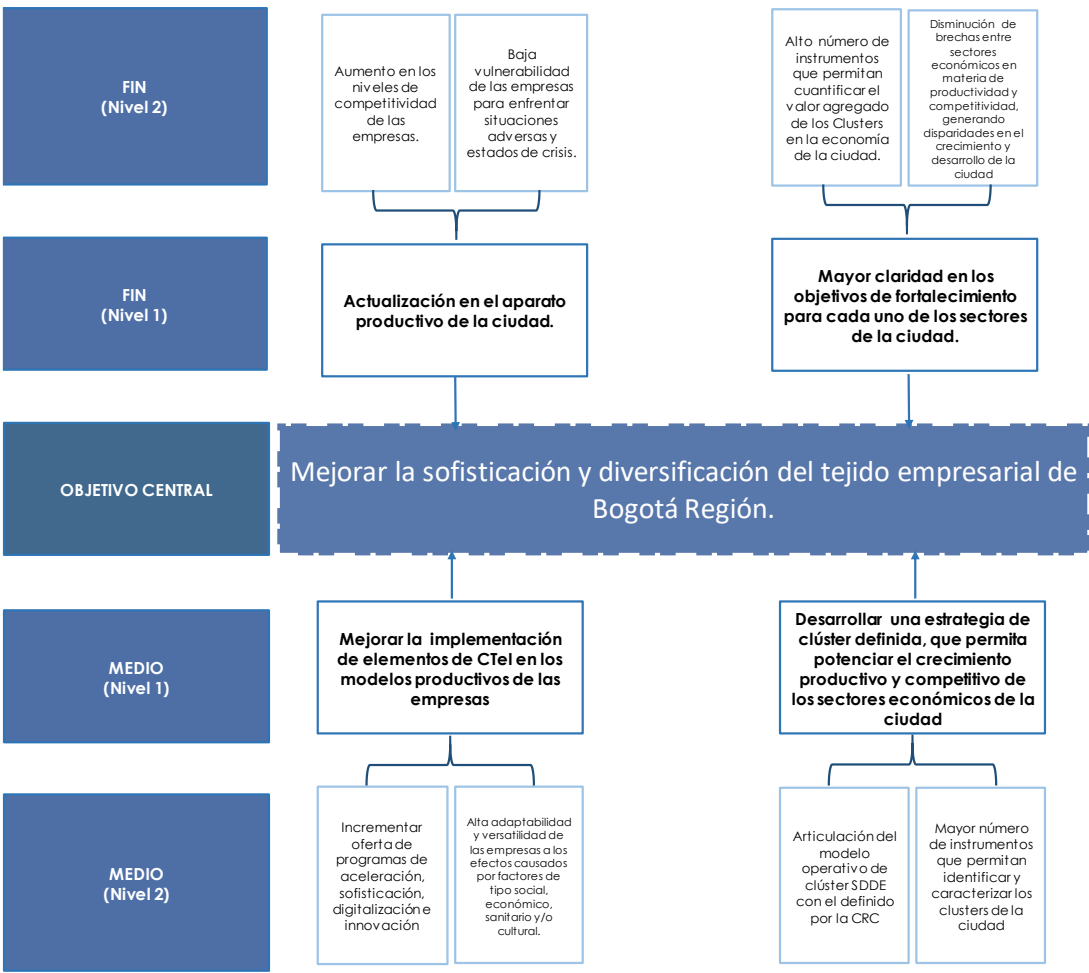 FIN
(Nivel 2)
Aumento en los
niveles de
competitividad
de las
empresas.
Baja
vulnerabilidad
de las empresas
para enfrentar
situaciones
adversas y
estados de crisis.
Alto número de
instrumentos
que permitan
cuantificar el
valor agregado
de los Clusters
en la economía
de la ciudad.
Disminución de
brechas entre
sectores
económicos en
materia de
productividad y
competitividad,
generando
disparidades en el
crecimiento y
desarrollo de la
ciudad
FIN
(Nivel 1)
Actualización en el aparato
productivo de la ciudad.
Mayor claridad en los
objetivos de fortalecimiento
para cada uno de los sectores
de la ciudad.
OBJETIVO CENTRAL
Mejorar la sofisticación y diversificación del tejido empresarial de
Bogotá Región.
MEDIO
(Nivel 1)
Mejorar la implementación
de elementos de CTeI en los
modelos productivos de las
empresas
Desarrollar una estrategia de
clúster definida, que permita
potenciar el crecimiento
productivo y competitivo de
los sectores económicos de la
ciudad
MEDIO
(Nivel 2)
Incrementar
oferta de
programas de
aceleración,
sofisticación,
digitalización e
innovación
Alta adaptabilidad
y versatilidad de
las empresas a los
efectos causados
por factores de
tipo social,
económico,
sanitario y/o
cultural.
Articulación del
modelo
operativo de
clúster SDDE
con el definido
por la CRC
Mayor número
de instrumentos
que permitan
identificar y
caracterizar los
clusters de la
ciudad